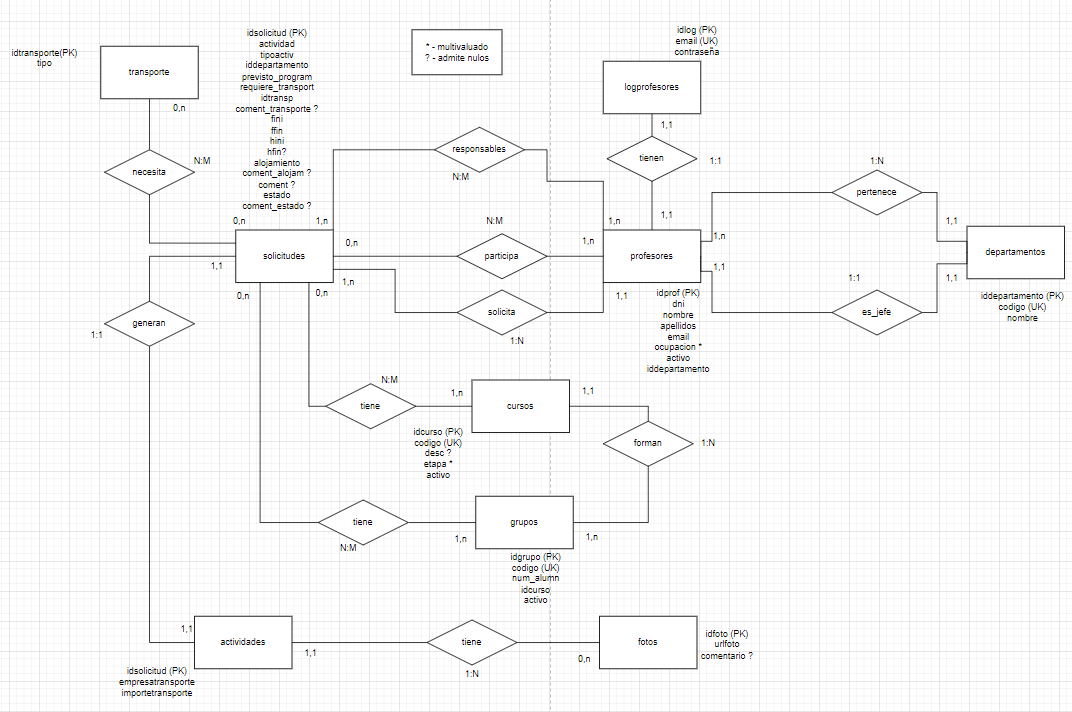 idtransporte(PK)
tipo
transporte
0,n
necesita
N:M
idsolicitud (PK)
actividad
tipoactiv
iddepartamento
previsto_program
requiere_transport
idtransp
coment_transporte ?
fini
ffin
hini
hfin?
alojamiento
coment_alojam ?
coment ?
estado
coment_estado ?
* - multivaluado
? - admite nulos
idlog (PK)
email (UK)
contraseña
logprofesores
1,1
tienen
1:1
1,1
responsables
N:M
1:N
pertenece
0,n
1,n
solicitudes
0,n
N:M
participa
1,n
1,n
profesores
1,n
1,1
1,1
departamentos
1,1
1,1
0,n
0,n
1,n
solicita
1:N
1,1
idprof (PK)
dni
nombre
apellidos
email
ocupacion *
activo
iddepartamento
1:1
es_jefe
iddepartamento (PK)
codigo (UK)
nombre
generan
1:1
N:M
tiene
1,n
cursos
1,1
idcurso (PK)
codigo (UK)
desc ?
etapa *
activo
forman
1:N
tiene
N:M
1,n
grupos
1,n
idgrupo (PK)
codigo (UK)
num_alumn
idcurso
activo
1,1
actividades
1,1
idsolicitud (PK)
empresatransporte
importetransporte
tiene
1:N
0,n
fotos
idfoto (PK)
urlfoto
comentario ?